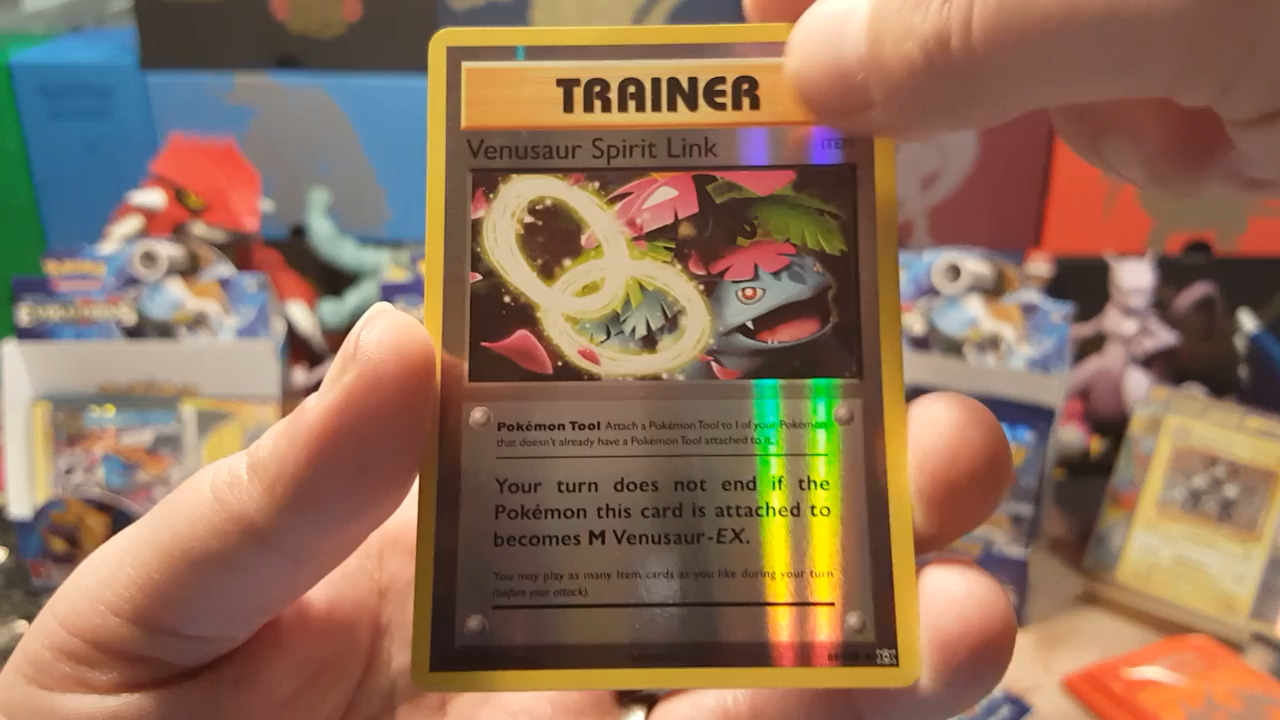 TRAINER
Venusaur Spirit Link
ITEM
Pokémon Tool Attach a Pokémon Tool to 1 of your Pokémon
that doesn't already have a Pokémon Tool attached to it.
Your turn does not end if the
Pokémon this card is attached to
becomes M Venusaur-EX.
You may play as many Item cards as you like during your turn
(before your attack).
POKÉMON
EVOLUTIONS